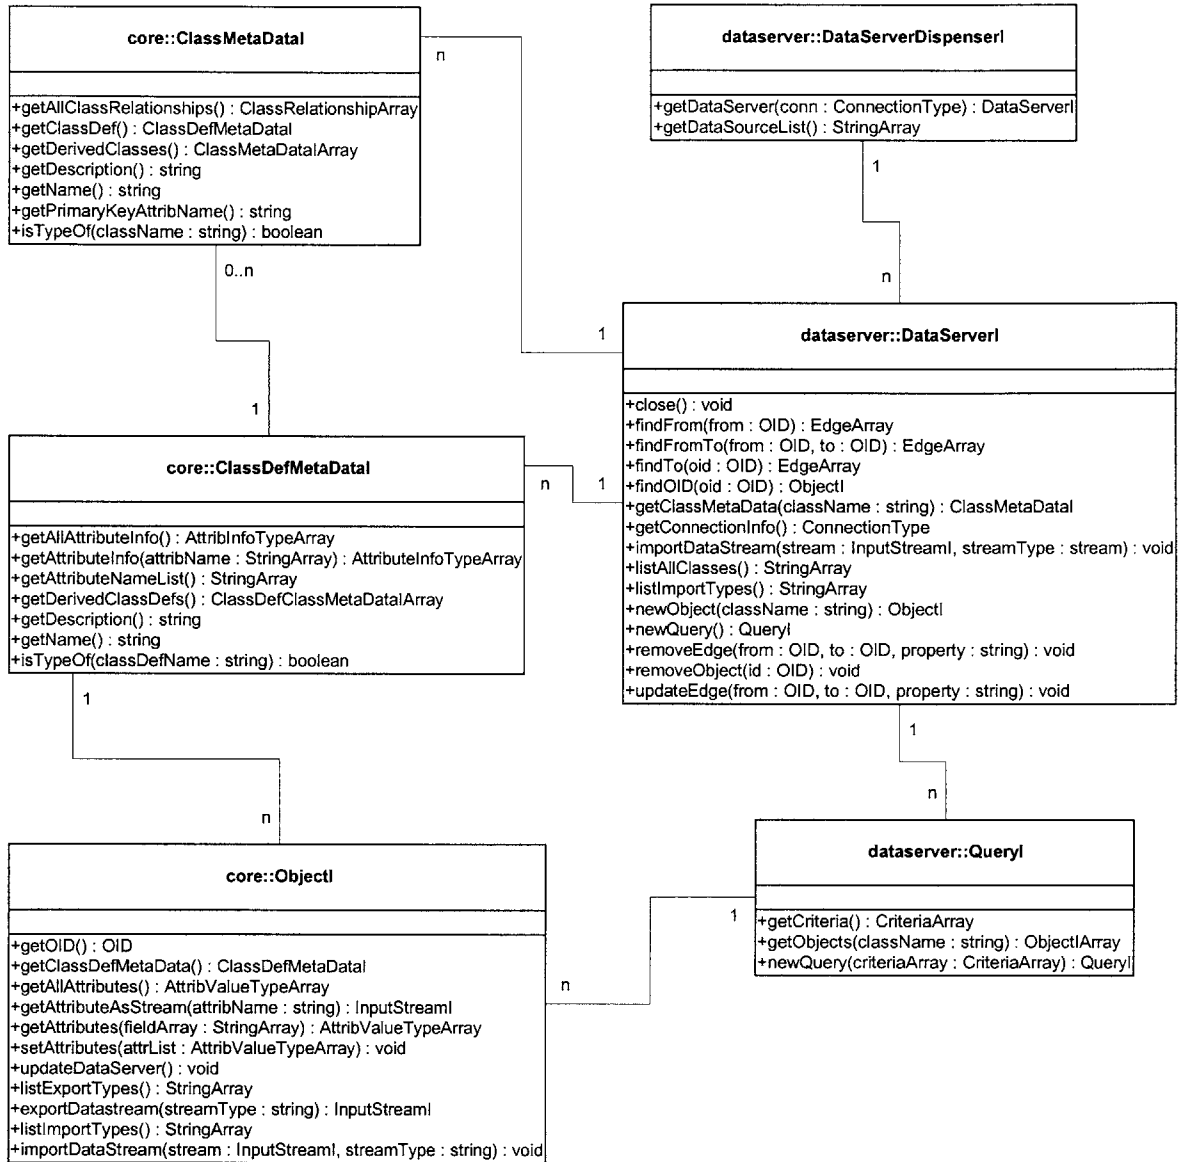 core::ClassMetaDataI
+getAllClassRelationships() : ClassRelationshipArray
+getClassDef() : ClassDefMetaDataI
+getDerivedClasses() : ClassMetaDataIArray
+getDescription() : string
+getName() : string
+getPrimaryKeyAttribName() : string
+isTypeOf(className : string) : boolean
n
0..n
dataserver::DataServerDispenserI
+getDataServer(conn : ConnectionType) : DataServerI
+getDataSourceList() : StringArray
1
n
1
dataserver::DataServerI
+close() : void
+findFrom(from : OID) : EdgeArray
+findFromTo(from : OID, to : OID) : EdgeArray
+findTo(oid : OID) : EdgeArray
+findOID(oid : OID) : ObjectI
+getClassMetaData(className : string) : ClassMetaDataI
+getConnectionInfo() : ConnectionType
+importDataStream(stream : InputStreamI, streamType : stream) : void
+listAllClasses() : StringArray
+listImportTypes() : StringArray
+newObject(className : string) : ObjectI
+newQuery() : QueryI
+removeEdge(from : OID, to : OID, property : string) : void
+removeObject(id : OID) : void
+updateEdge(from : OID, to : OID, property : string) : void
1
core::ClassDefMetaDataI
n
1
+getAllAttributeInfo() : AttribInfoTypeArray
+getAttributeInfo(attribName : StringArray) : AttributeInfoTypeArray
+getAttributeNameList() : StringArray
+getDerivedClassDefs() : ClassDefClassMetaDataIArray
+getDescription() : string
+getName() : string
+isTypeOf(classDefName : string) : boolean
1
n
1
n
core::ObjectI
+getOID() : OID
+getClassDefMetaData() : ClassDefMetaDataI
+getAllAttributes() : AttribValueTypeArray
+getAttributeAsStream(attribName : string) : InputStreamI
+getAttributes(fieldArray : StringArray) : AttribValueTypeArray
+setAttributes(attrList : AttribValueTypeArray) : void
+updateDataServer() : void
+listExportTypes() : StringArray
+exportDatastream(streamType : string) : InputStreamI
+listImportTypes() : StringArray
+importDataStream(stream : InputStreamI, streamType : string) : void
n
1
dataserver::QueryI
+getCriteria() : CriteriaArray
+getObjects(className : string) : ObjectIArray
+newQuery(criteriaArray : CriteriaArray) : QueryI